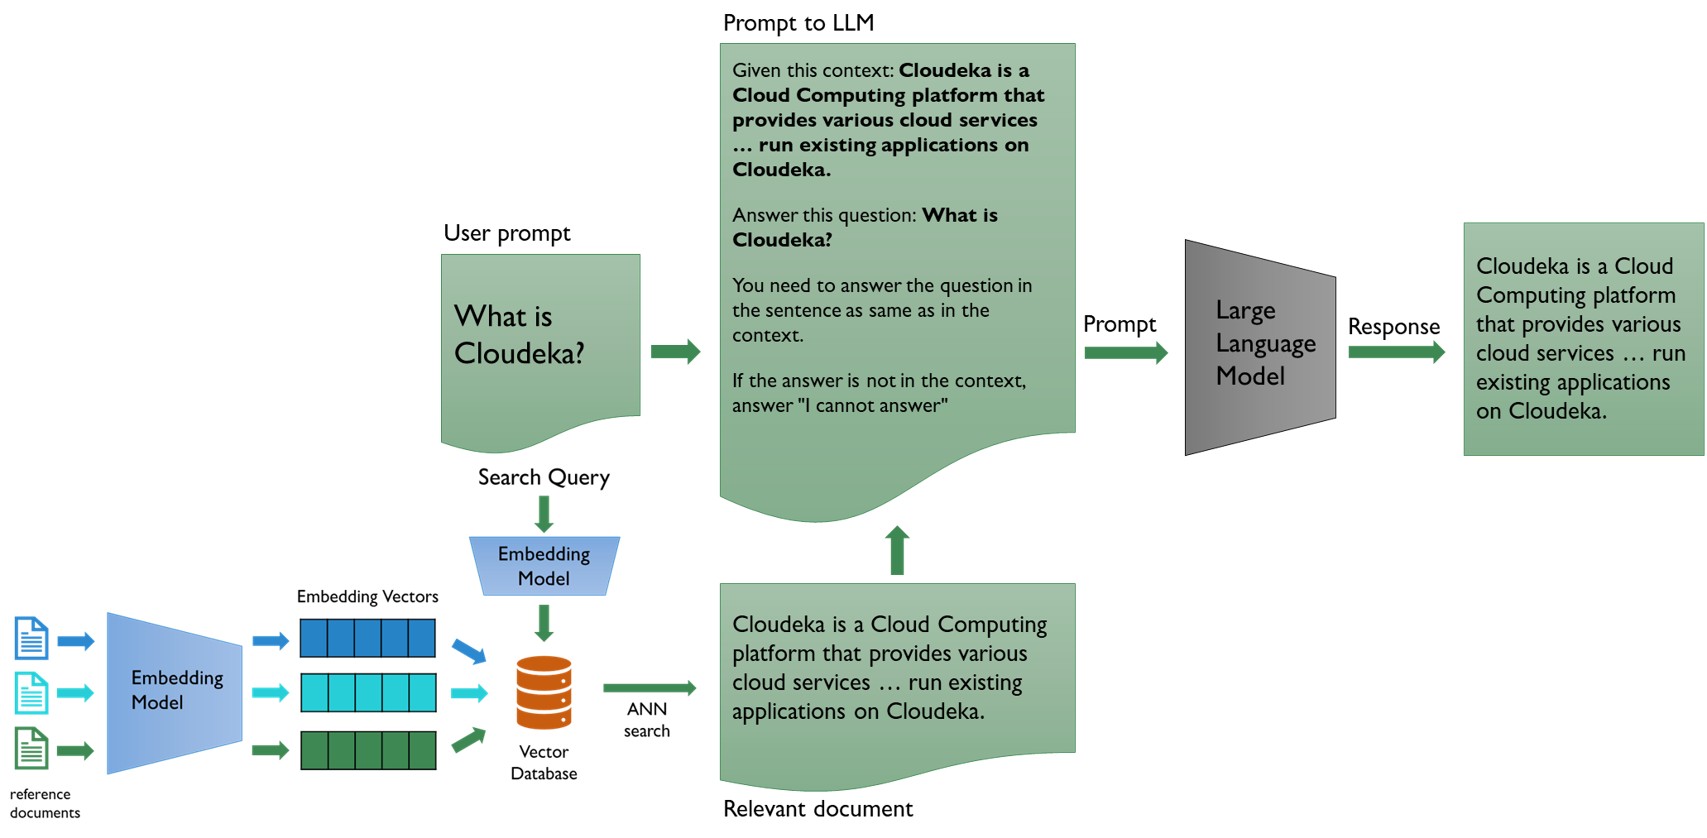 Prompt to LLM
Given this context: Cloudeka is a
Cloud Computing platform that
provides various cloud services
… run existing applications on
Cloudeka.
Answer this question: What is
Cloudeka?
You need to answer the question in
the sentence as same as in the
context.
If the answer is not in the context,
answer "I cannot answer"
User prompt
What is
Cloudeka?
Prompt
Large
Language
Model
Response
Cloudeka is a Cloud
Computing platform
that provides various
cloud services … run
existing applications
on Cloudeka.
Search Query
Embedding
Model
Embedding Vectors
Embedding
Model
reference
documents
Vector
Database
ANN
search
Cloudeka is a Cloud Computing
platform that provides various
cloud services … run existing
applications on Cloudeka.
Relevant document